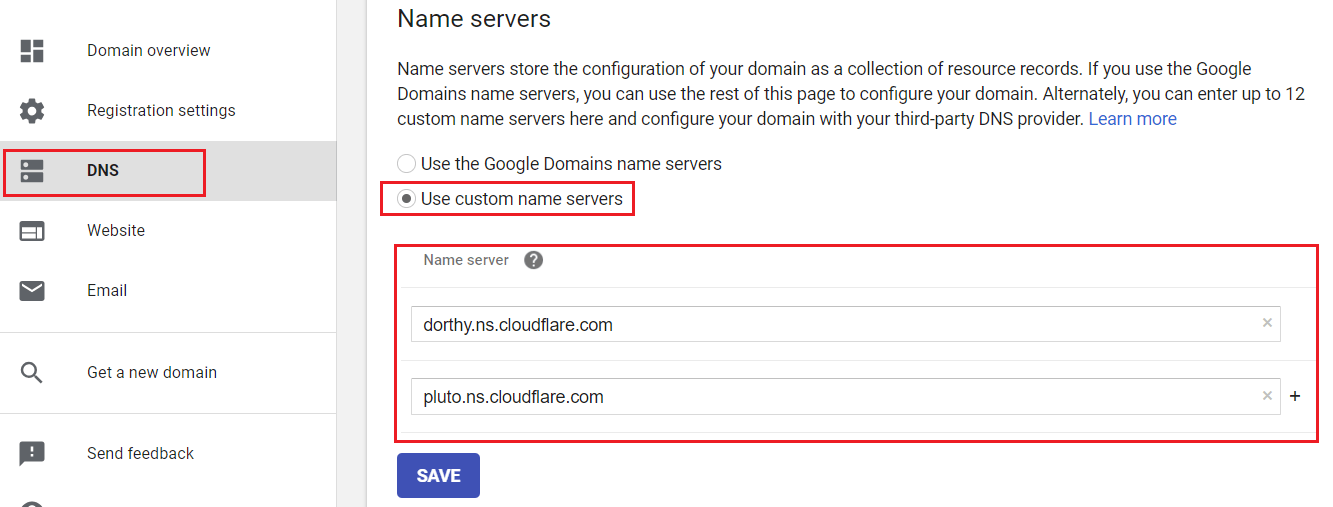 Domain overview
Registration settings
DNS
Website
Email
Get a new domain
Send feedback
Name servers
Name servers store the configuration of your domain as a collection of resource records. If you use the Google
Domains name servers, you can use the rest of this page to configure your domain. Alternately, you can enter up to 12
custom name servers here and configure your domain with your third-party DNS provider. Learn more
Use the Google Domains name servers
Use custom name servers
Name server ?
dorthy.ns.cloudflare.com ×
pluto.ns.cloudflare.com × +
SAVE